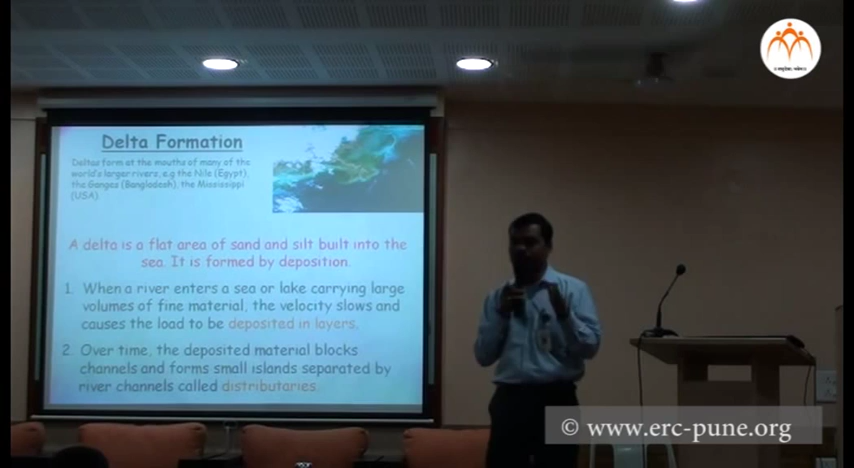 Delta Formation
Deltas form at the mouths of many of the
world's larger rivers, e.g the Nile (Egypt),
the Ganges (Bangladesh), the Mississippi
(USA).
A delta is a flat area of sand and silt built into the
sea. It is formed by deposition.
1. When a river enters a sea or lake carrying large
volumes of fine material, the velocity slows and
causes the load to be deposited in layers.
2. Over time, the deposited material blocks
channels and forms small islands separated by
river channels called distributaries.
© www.erc-pune.org